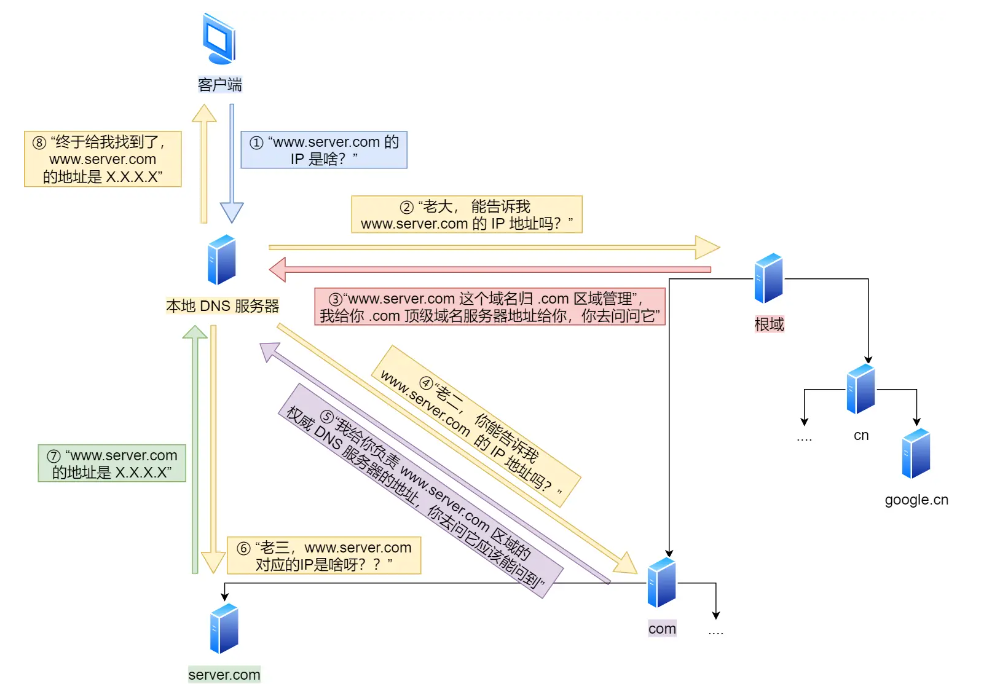 客户端
① “www.server.com 的
IP 是啥？”
⑧ “终于给我找到了，
www.server.com
的地址是 X.X.X.X”
② “老大， 能告诉我
www.server.com 的 IP 地址吗？”
本地 DNS 服务器
③“www.server.com 这个域名归 .com 区域管理”，
我给你 .com 顶级域名服务器地址给你，你去问问它”
根域
④“老二，你能告诉我
www.server.com 的 IP 地址吗？”
⑤“我给你负责 www.server.com 区域的
权威 DNS 服务器的地址，你去问它应该能问到”
....
cn
google.cn
⑦ “www.server.com
的地址是 X.X.X.X”
⑥ “老三，www.server.com
对应的IP是啥呀？？”
com
....
server.com